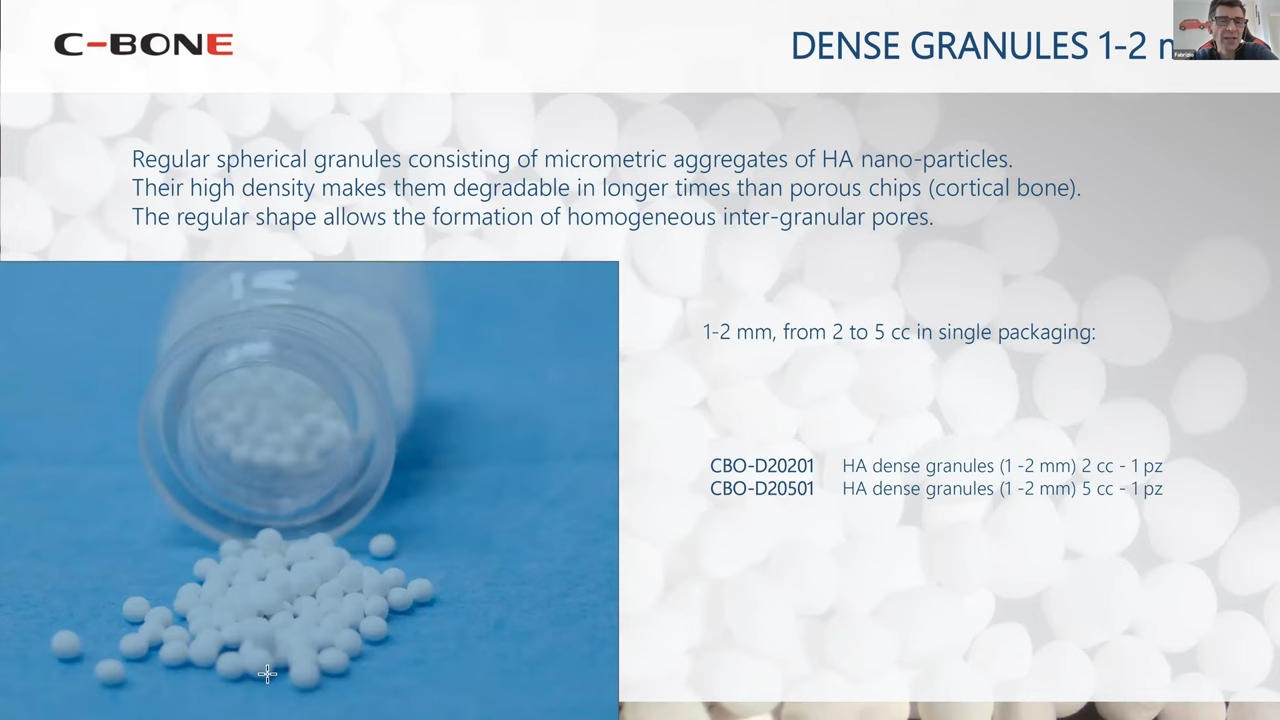 C-BONE
DENSE GRANULES 1-2
Fabrizio
Regular spherical granules consisting of micrometric aggregates of HA nano-particles.
Their high density makes them degradable in longer times than porous chips (cortical bone).
The regular shape allows the formation of homogeneous inter-granular pores.
1-2 mm, from 2 to 5 cc in single packaging:
CBO-D20201 HA dense granules (1 -2 mm) 2 cc - 1 pz
CBO-D20501 HA dense granules (1 -2 mm) 5 cc - 1 pz